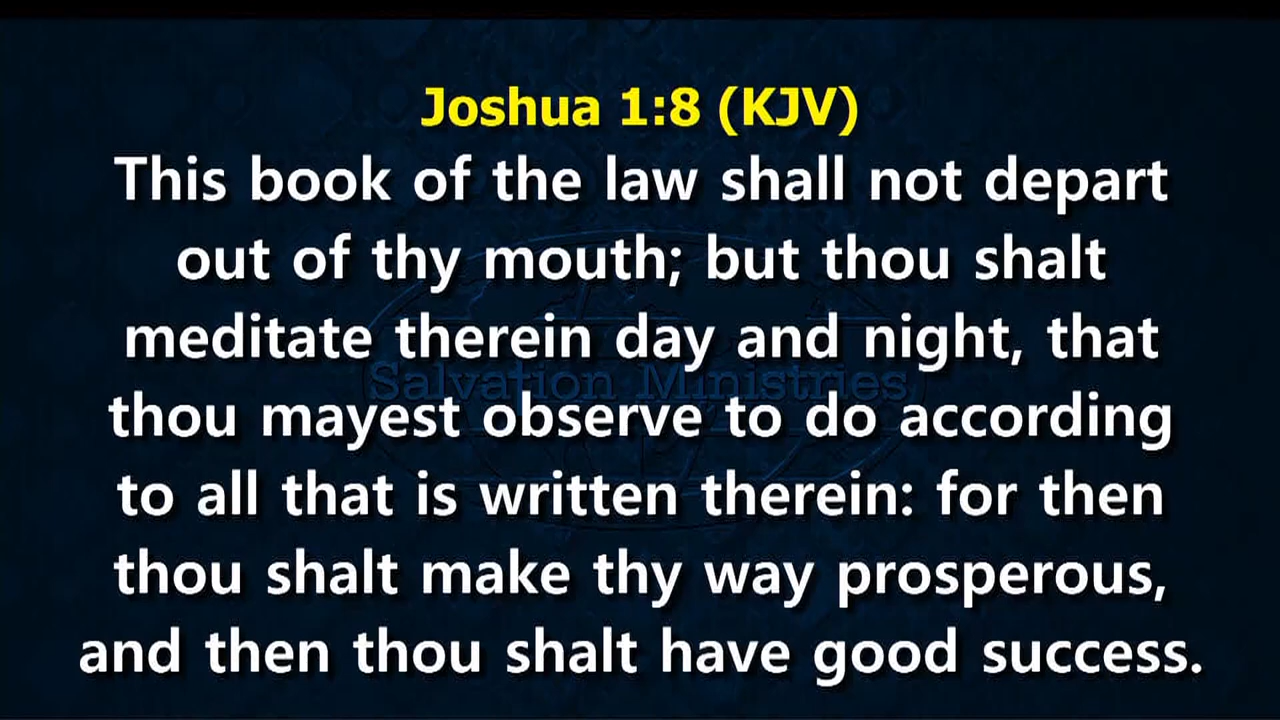 Joshua 1:8 (KJV)
This book of the law shall not depart
out of thy mouth; but thou shalt
meditate therein day and night, that
Salvation Ministries
thou mayest observe to do according
to all that is written therein: for then
thou shalt make thy way prosperous,
and then thou shalt have good success.